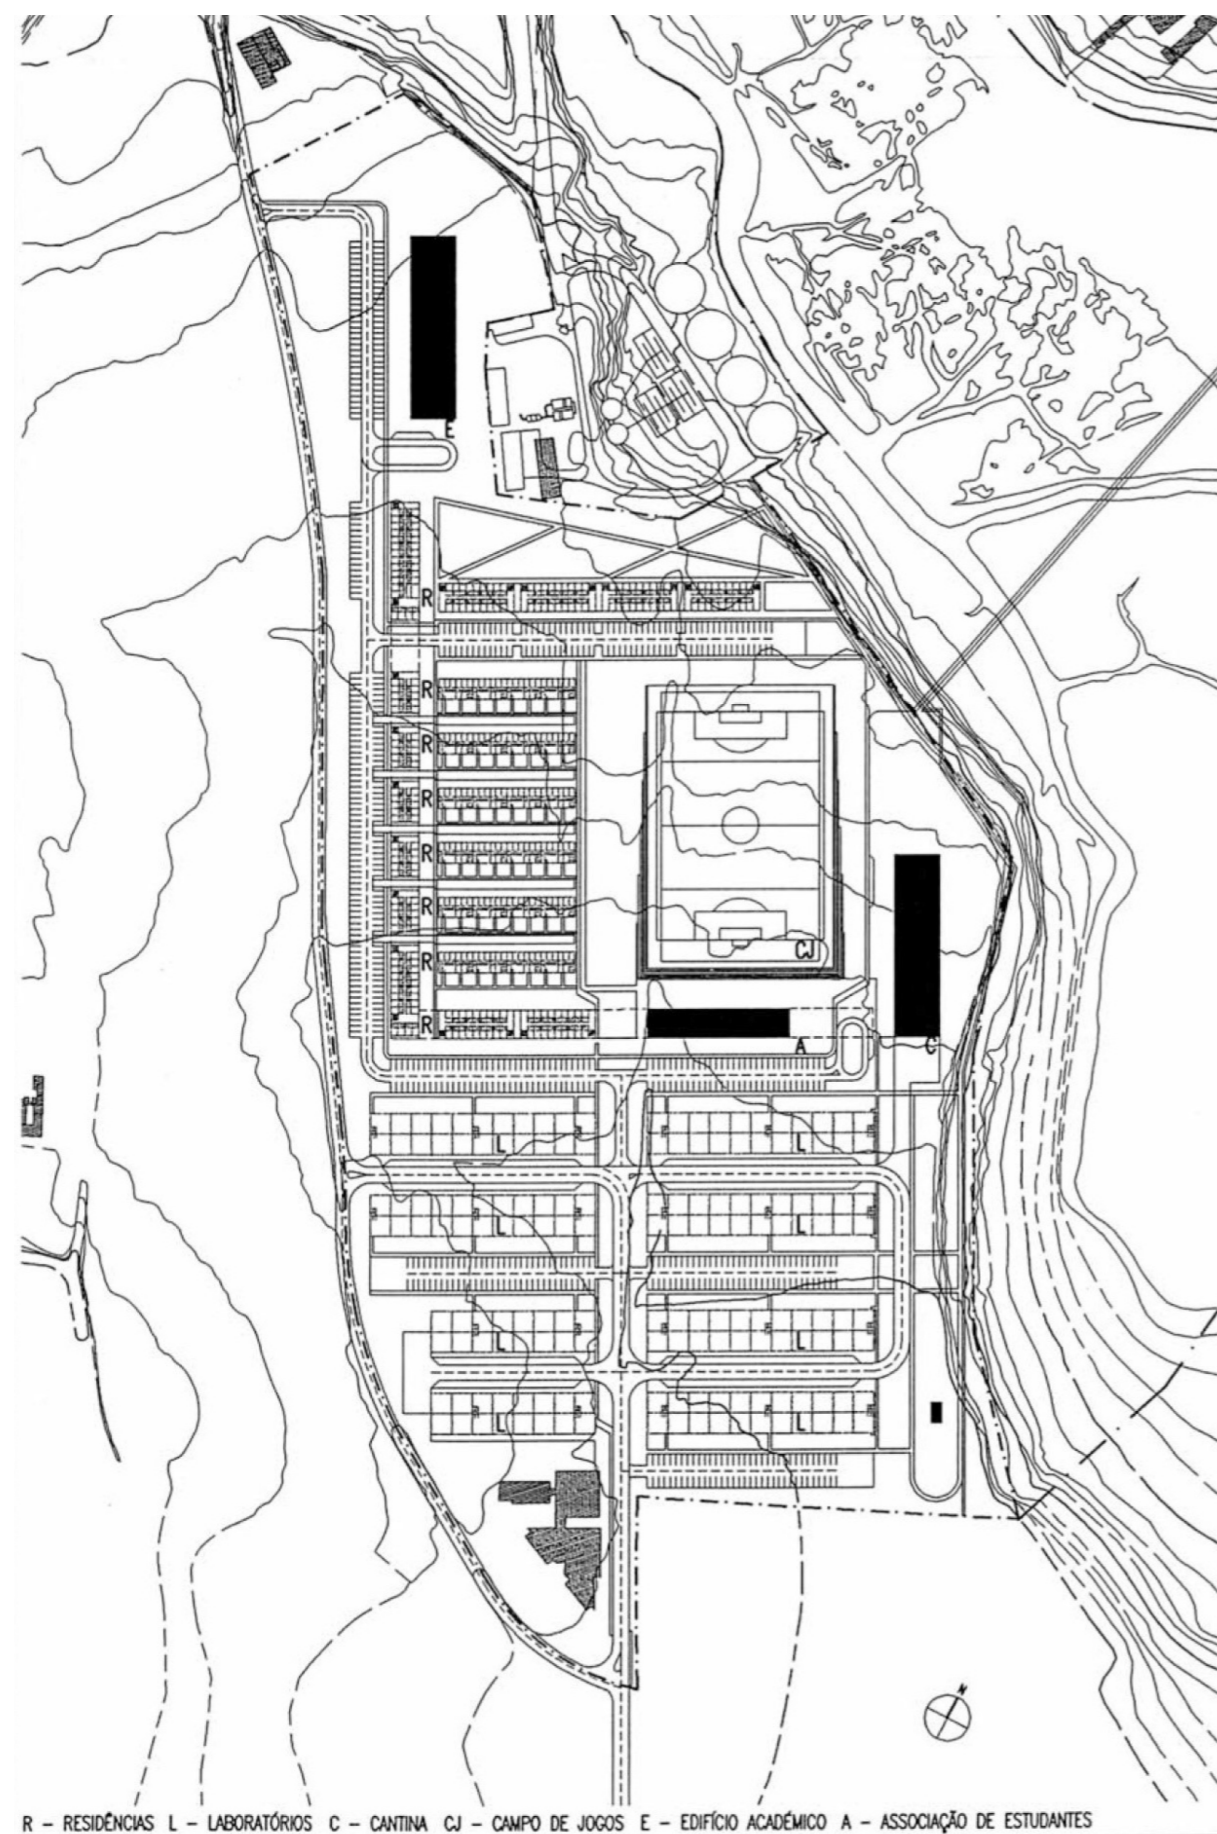 E
R
R
R
R
R
R
R
CJ
R
A
C
L L
L L
L L
L L
N
R – RESIDÊNCIAS L – LABORATÓRIOS C – CANTINA CJ – CAMPO DE JOGOS E – EDIFÍCIO ACADÉMICO A – ASSOCIAÇÃO DE ESTUDANTES